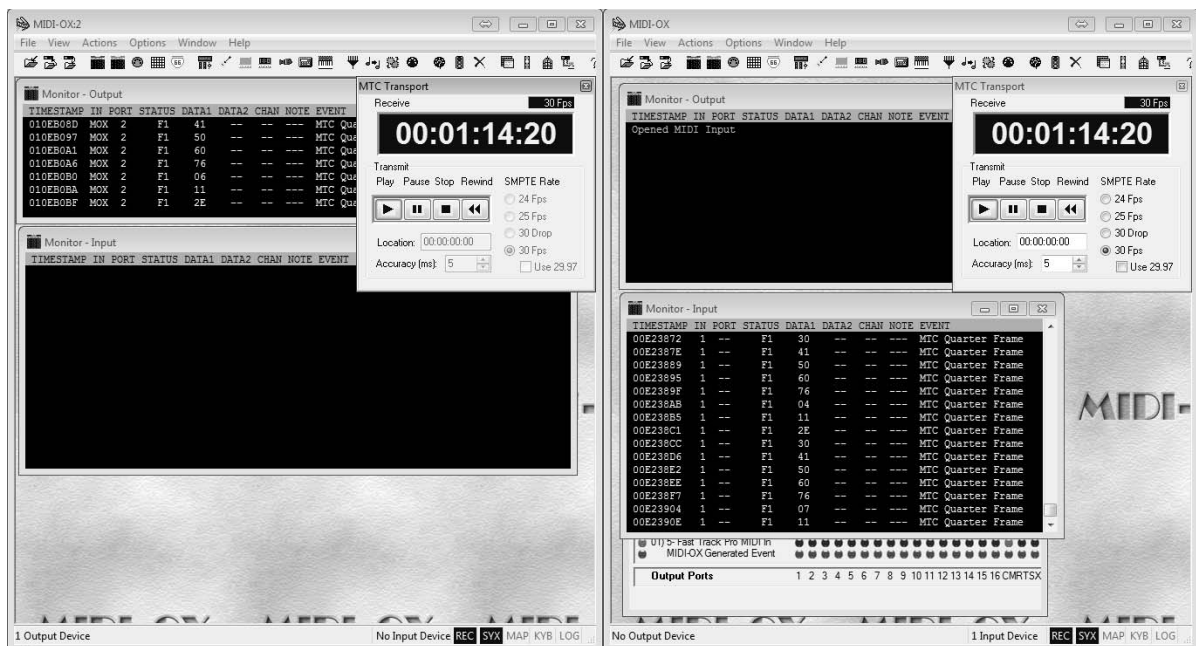 MIDI-OX:2
File View Actions Options Window Help
Monitor - Output
TIMESTAMP IN PORT STATUS DATA1 DATA2 CHAN NOTE EVENT
010EB08D MOX 2 F1 41 -- -- --- MTC Qua
010EB097 MOX 2 F1 50 -- -- --- MTC Qua
010EB0A1 MOX 2 F1 60 -- -- --- MTC Qua
010EB0A6 MOX 2 F1 76 -- -- --- MTC Qua
010EB0B0 MOX 2 F1 06 -- -- --- MTC Qua
010EB0BA MOX 2 F1 11 -- -- --- MTC Qua
010EB0BF MOX 2 F1 2E -- -- --- MTC Qua
MTC Transport
Receive 30 Fps
00:01:14:20
Transmit
Play Pause Stop Rewind SMPTE Rate
24 Fps
25 Fps
30 Drop
Location: 00:00:00:00
30 Fps
Accuracy (ms): 5 Use 29.97
Monitor - Input
TIMESTAMP IN PORT STATUS DATA1 DATA2 CHAN NOTE EVENT
1 Output Device No Input Device REC SYX MAP KYB LOG
MIDI-OX
File View Actions Options Window Help
Monitor - Output
TIMESTAMP IN PORT STATUS DATA1 DATA2 CHAN NOTE EVENT
Opened MIDI Input
MTC Transport
Receive 30 Fps
00:01:14:20
Transmit
Play Pause Stop Rewind SMPTE Rate
24 Fps
25 Fps
30 Drop
Location: 00:00:00:00
30 Fps
Accuracy (ms): 5 Use 29.97
Monitor - Input
TIMESTAMP IN PORT STATUS DATA1 DATA2 CHAN NOTE EVENT
00E23872 1 -- F1 30 -- -- --- MTC Quarter Frame
00E2387E 1 -- F1 41 -- -- --- MTC Quarter Frame
00E23889 1 -- F1 50 -- -- --- MTC Quarter Frame
00E23895 1 -- F1 60 -- -- --- MTC Quarter Frame
00E2389F 1 -- F1 76 -- -- --- MTC Quarter Frame
00E238AB 1 -- F1 04 -- -- --- MTC Quarter Frame
00E238B5 1 -- F1 11 -- -- --- MTC Quarter Frame
00E238C1 1 -- F1 2E -- -- --- MTC Quarter Frame
00E238CC 1 -- F1 30 -- -- --- MTC Quarter Frame
00E238D6 1 -- F1 41 -- -- --- MTC Quarter Frame
00E238E2 1 -- F1 50 -- -- --- MTC Quarter Frame
00E238EE 1 -- F1 60 -- -- --- MTC Quarter Frame
00E238F7 1 -- F1 76 -- -- --- MTC Quarter Frame
00E23904 1 -- F1 07 -- -- --- MTC Quarter Frame
00E2390E 1 -- F1 11 -- -- --- MTC Quarter Frame
MIDI-
01) 5- Fast Track Pro MIDI In
MIDI-OX Generated Event
Output Ports 1 2 3 4 5 6 7 8 9 10 11 12 13 14 15 16 CMRTSX
No Output Device 1 Input Device REC SYX MAP KYB LOG